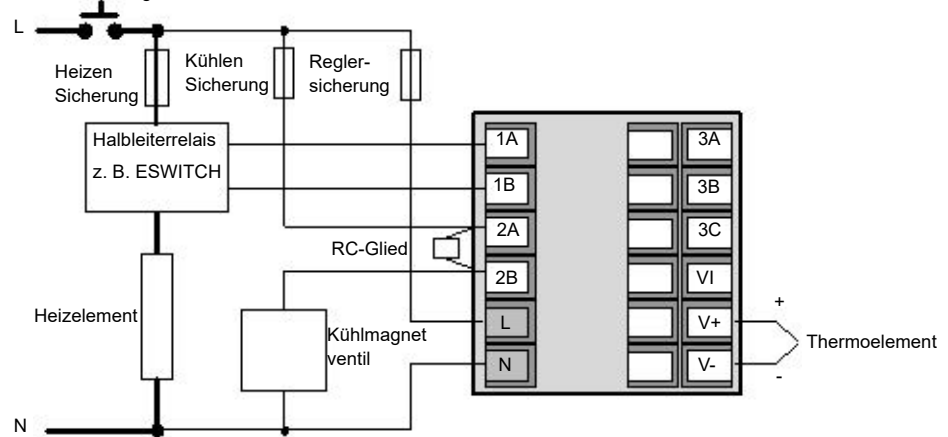 L
Heizen
Sicherung
Kühlen
Sicherung
Regler-
sicherung
Halbleiterrelais
z. B. ESWITCH
1A
3A
1B
3B
2A
3C
RC-Glied
2B
VI
Heizelement
L
V+
+
Kühlmagnet
ventil
Thermoelement
N
V-
-
N